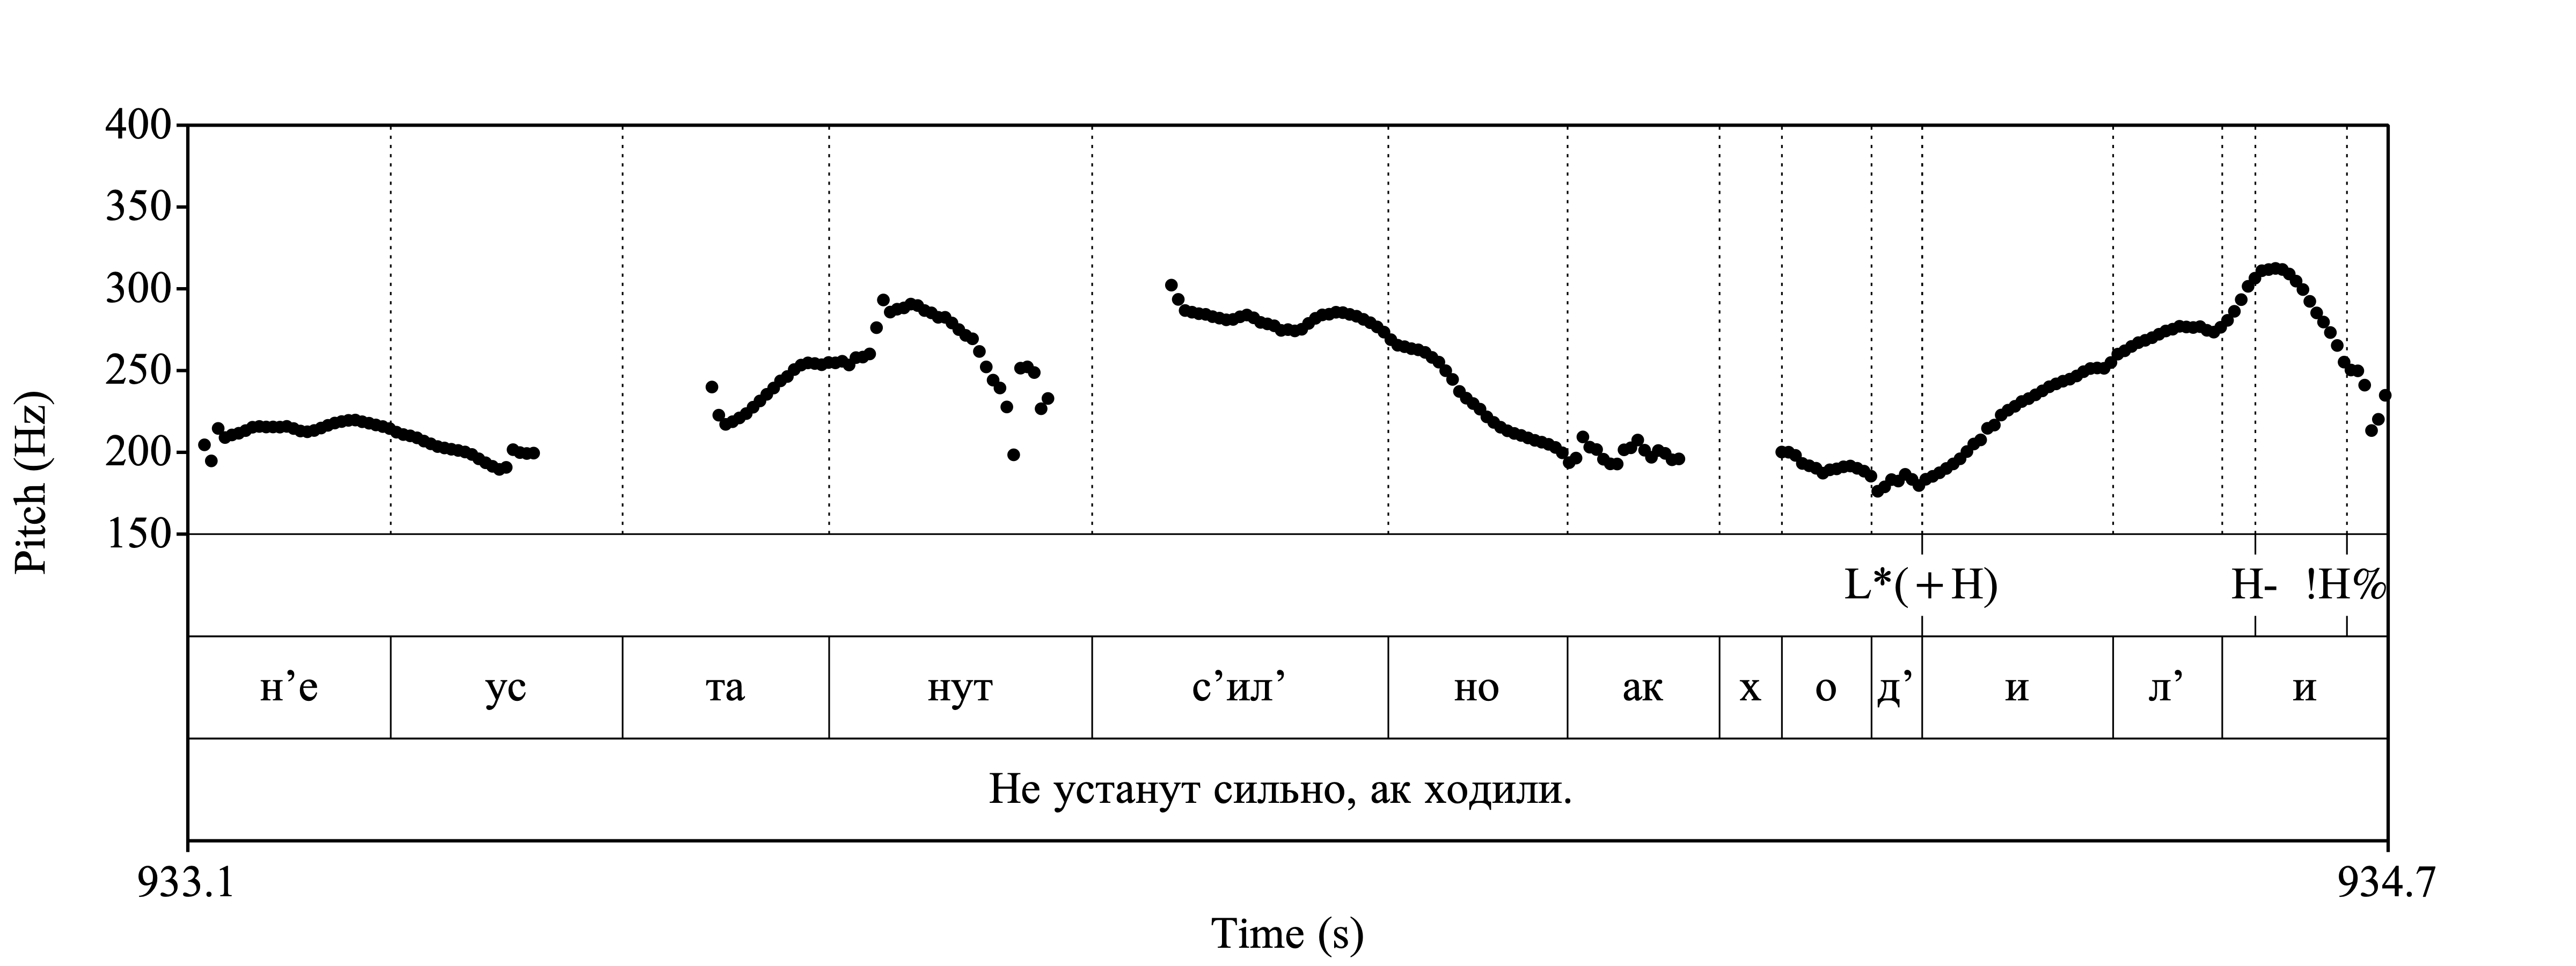 400
350
300
250
200
150
Pitch (Hz)
L*(+H) H- !H%
н’е ус та нут с’ил’ но ак х о д’ и л’ и
Не устанут сильно, ак ходили.
933.1 934.7
Time (s)